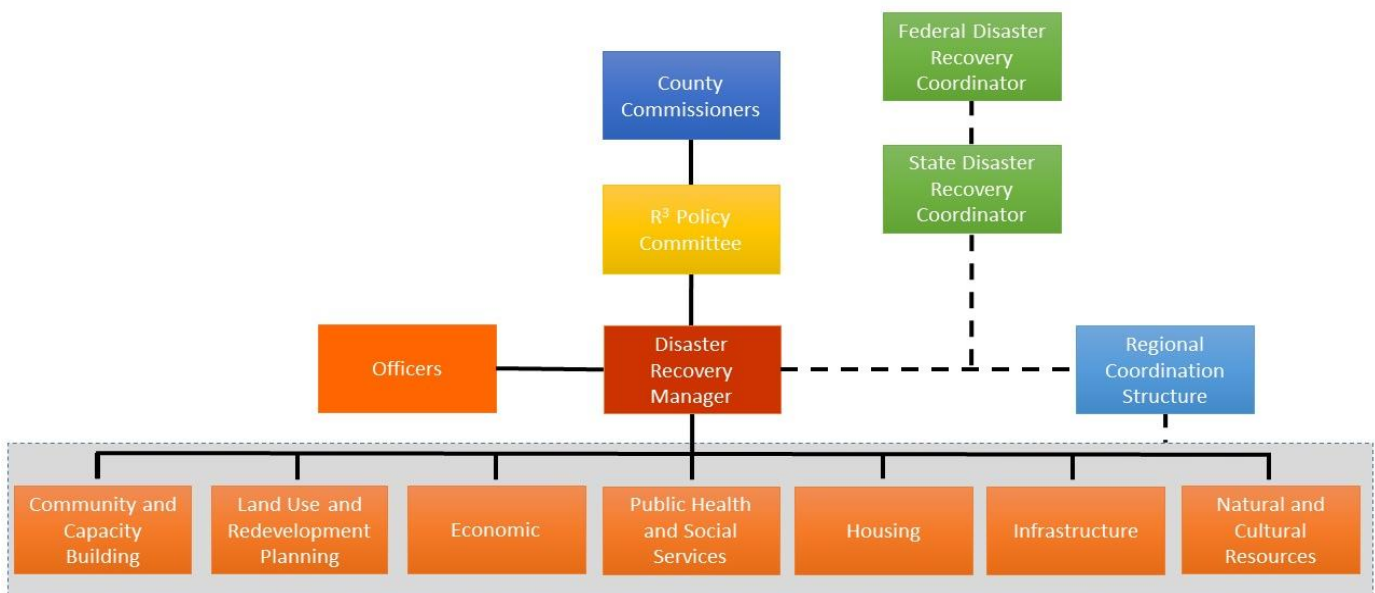 Federal Disaster
Recovery
Coordinator
County
Commissioners
State Disaster
Recovery
Coordinator
R³ Policy
Committee
Officers
Disaster
Recovery
Manager
Regional
Coordination
Structure
Community and
Capacity
Building
Land Use and
Redevelopment
Planning
Economic
Public Health
and Social
Services
Housing
Infrastructure
Natural and
Cultural
Resources